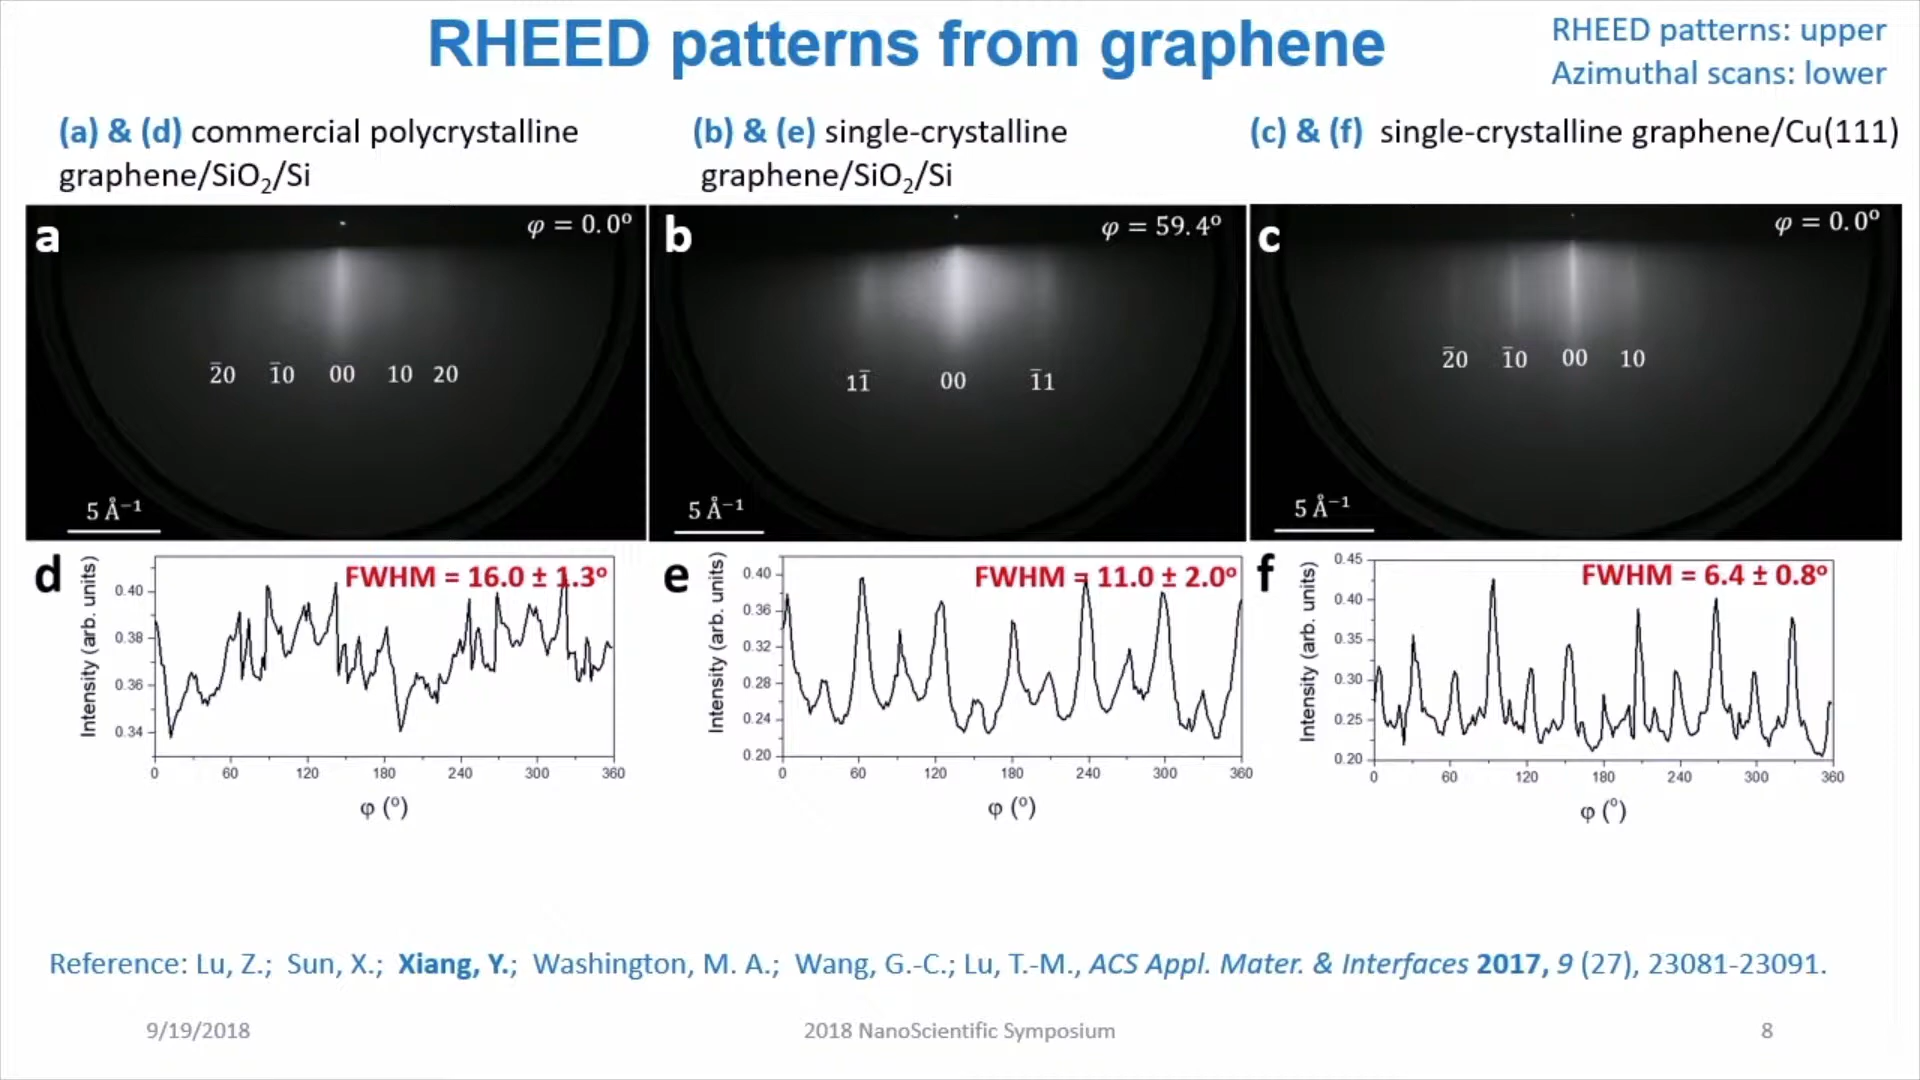 RHEED patterns from graphene
RHEED patterns: upper
Azimuthal scans: lower
(a) & (d) commercial polycrystalline
graphene/SiO₂/Si
(b) & (e) single-crystalline
graphene/SiO₂/Si
(c) & (f) single-crystalline graphene/Cu(111)
a
φ = 0.0°
2̅0 1̅0 00 10 20
5 Å⁻¹
b
φ = 59.4°
11̅ 00 1̅1
5 Å⁻¹
c
φ = 0.0°
2̅0 1̅0 00 10
5 Å⁻¹
d
FWHM = 16.0 ± 1.3°
Intensity (arb. units)
0.40
0.38
0.36
0.34
0 60 120 180 240 300 360
φ (°)
e
FWHM = 11.0 ± 2.0°
Intensity (arb. units)
0.40
0.36
0.32
0.28
0.24
0.20
0 60 120 180 240 300 360
φ (°)
f
FWHM = 6.4 ± 0.8°
Intensity (arb. units)
0.45
0.40
0.35
0.30
0.25
0.20
0 60 120 180 240 300 360
φ (°)
Reference: Lu, Z.; Sun, X.; Xiang, Y.; Washington, M. A.; Wang, G.-C.; Lu, T.-M., ACS Appl. Mater. & Interfaces 2017, 9 (27), 23081-23091.
9/19/2018
2018 NanoScientific Symposium
8